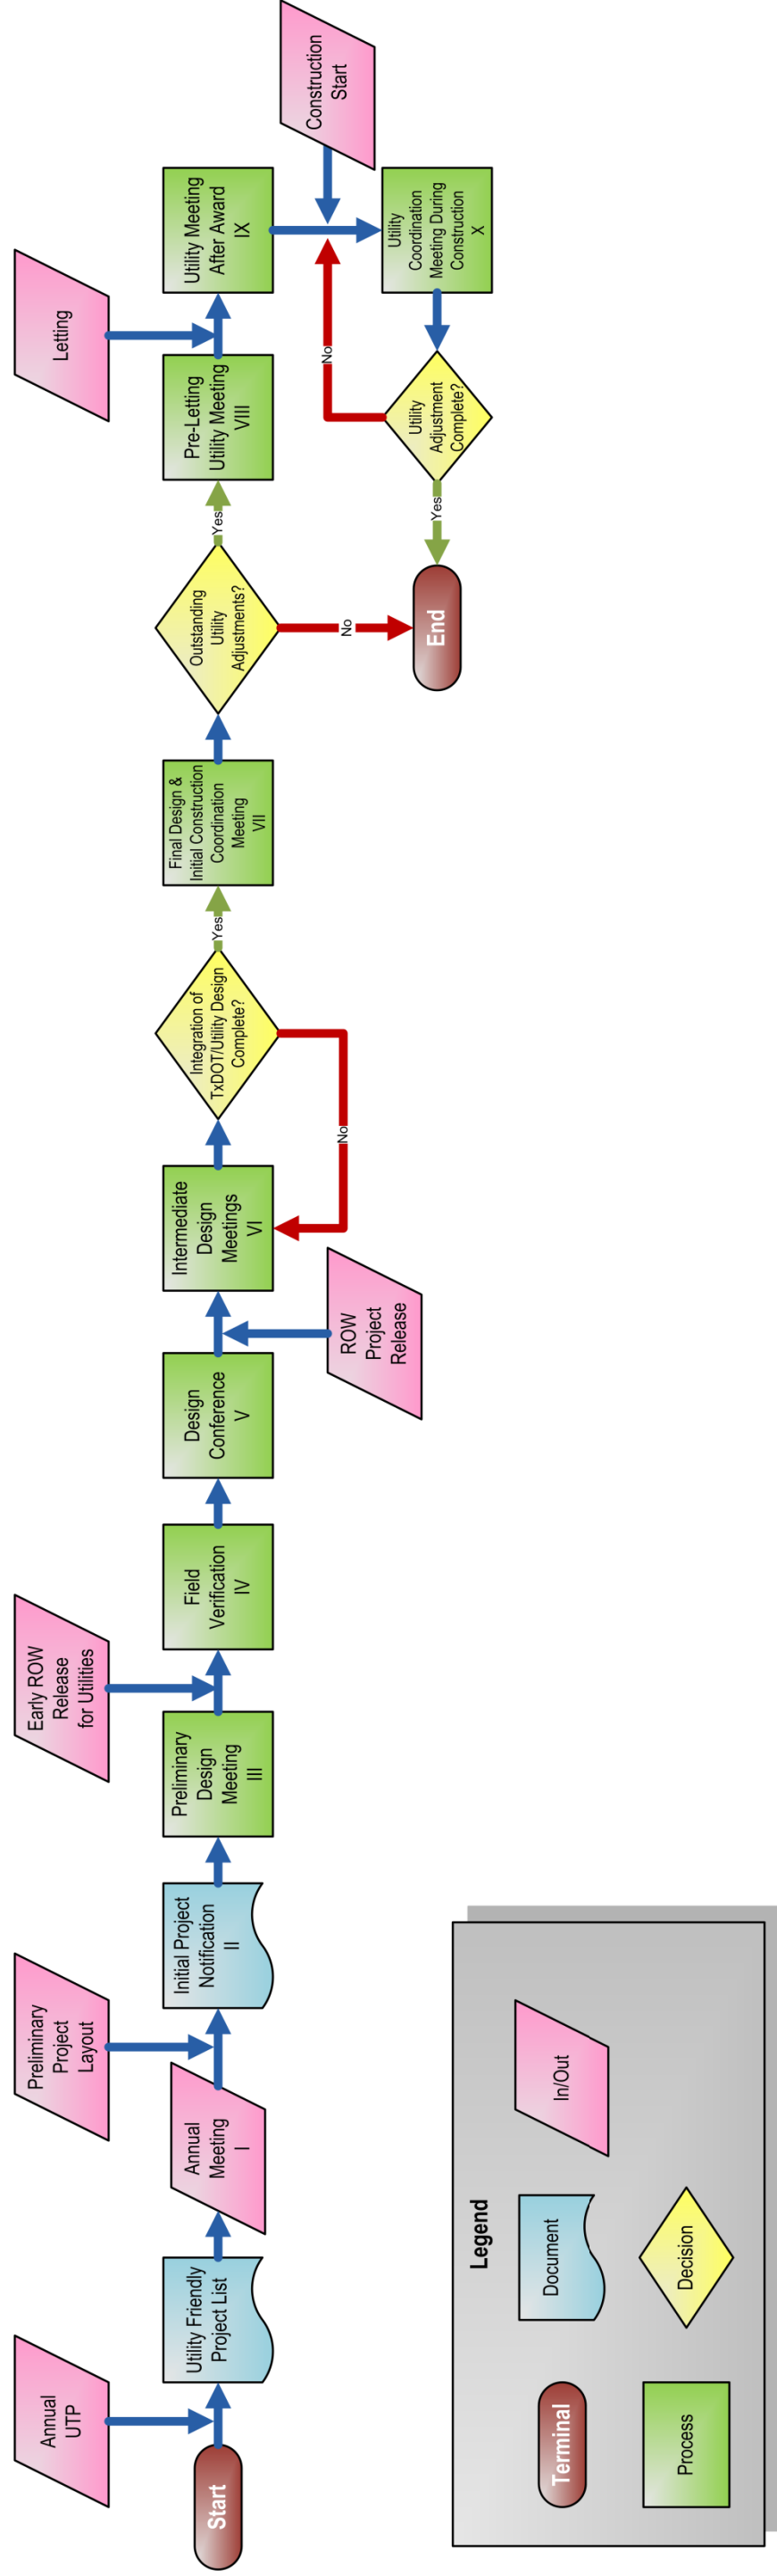 Start
Annual
UTP
Utility Friendly
Project List
Annual
Meeting
I
Preliminary
Project
Layout
Initial Project
Notification
II
Preliminary
Design
Meeting
III
Early ROW
Release
for Utilities
Field
Verification
IV
Design
Conference
V
ROW
Project
Release
Intermediate
Design
Meetings
VI
Integration of
TxDOT/Utility Design
Complete?
No
Yes
Final Design &
Initial Construction
Coordination
Meeting
VII
Outstanding
Utility
Adjustments?
No
Yes
Pre-Letting
Utility Meeting
VIII
Letting
Utility Meeting
After Award
IX
Construction
Start
Utility
Coordination
Meeting During
Construction
X
Utility
Adjustment
Complete?
No
Yes
End
Legend
Terminal
Document
In/Out
Process
Decision